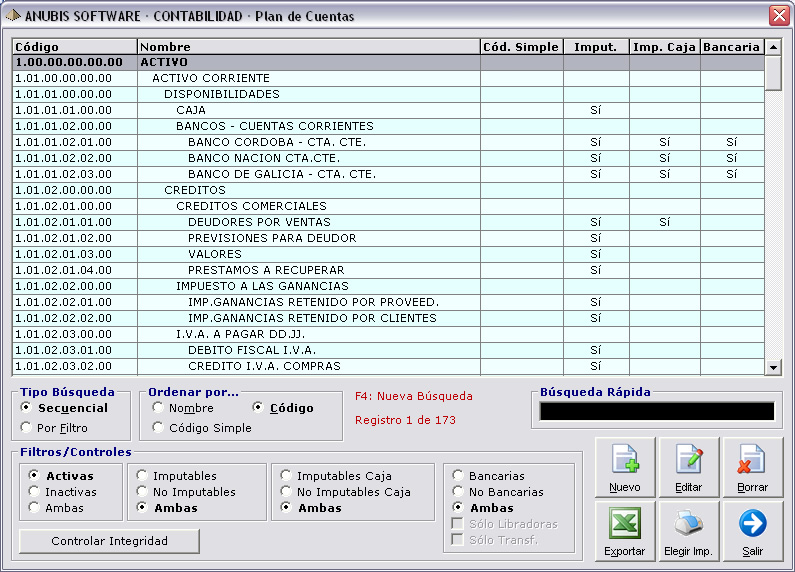 ANUBIS SOFTWARE · CONTABILIDAD · Plan de Cuentas
Código Nombre Cód. Simple Imput. Imp. Caja Bancaria
1.00.00.00.00.00 ACTIVO
1.01.00.00.00.00 ACTIVO CORRIENTE
1.01.01.00.00.00 DISPONIBILIDADES
1.01.01.01.00.00 CAJA Sí
1.01.01.02.00.00 BANCOS - CUENTAS CORRIENTES
1.01.01.02.01.00 BANCO CORDOBA - CTA. CTE. Sí Sí Sí
1.01.01.02.02.00 BANCO NACION CTA.CTE. Sí Sí Sí
1.01.01.02.03.00 BANCO DE GALICIA - CTA. CTE. Sí Sí Sí
1.01.02.00.00.00 CREDITOS
1.01.02.01.00.00 CREDITOS COMERCIALES
1.01.02.01.01.00 DEUDORES POR VENTAS Sí Sí
1.01.02.01.02.00 PREVISIONES PARA DEUDOR Sí
1.01.02.01.03.00 VALORES Sí
1.01.02.01.04.00 PRESTAMOS A RECUPERAR Sí
1.01.02.02.00.00 IMPUESTO A LAS GANANCIAS
1.01.02.02.01.00 IMP.GANANCIAS RETENIDO POR PROVEED. Sí
1.01.02.02.02.00 IMP.GANANCIAS RETENIDO POR CLIENTES Sí
1.01.02.03.00.00 I.V.A. A PAGAR DD.JJ.
1.01.02.03.01.00 DEBITO FISCAL I.V.A. Sí
1.01.02.03.02.00 CREDITO I.V.A. COMPRAS Sí
Tipo Búsqueda
Secuencial
Por Filtro
Ordenar por...
Nombre Código
Código Simple
F4: Nueva Búsqueda
Registro 1 de 173
Búsqueda Rápida
Filtros/Controles
Activas
Inactivas
Ambas
Imputables
No Imputables
Ambas
Imputables Caja
No Imputables Caja
Ambas
Bancarias
No Bancarias
Ambas
Sólo Libradoras
Sólo Transf.
Controlar Integridad
Nuevo Editar Borrar
Exportar Elegir Imp. Salir